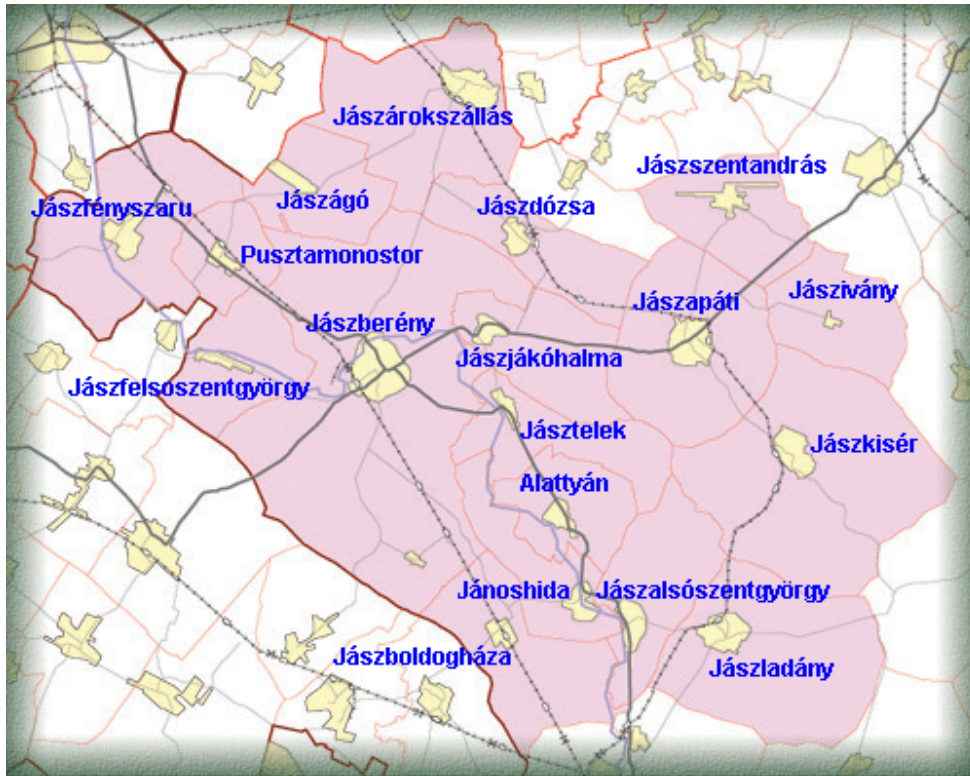 Jászárokszállás
Jászszentandrás
Jászágó
Jászfényszaru
Jászdózsa
Pusztamonostor
Jászivány
Jászapáti
Jászberény
Jászjákóhalma
Jászfelsoszentgyörgy
Jásztelek
Jászkisér
Alattyán
Jánoshida
Jászalsószentgyörgy
Jászboldogháza
Jászladány